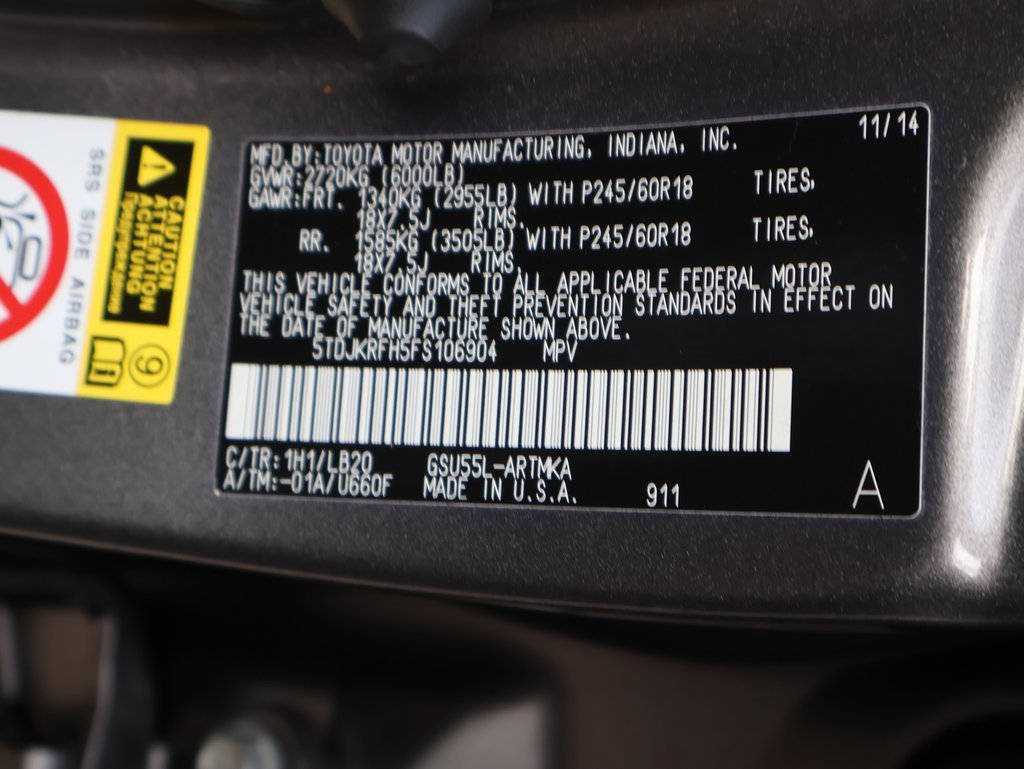 11/14
MFD. BY: TOYOTA MOTOR MANUFACTURING, INDIANA, INC.
GVWR: 2720KG (6000LB)
GAWR: FRT. 1340KG (2955LB) WITH P245/60R18 TIRES,
18X7.5J RIMS.
RR. 1585KG (3505LB) WITH P245/60R18 TIRES,
18X7.5J RIMS
THIS VEHICLE CONFORMS TO ALL APPLICABLE FEDERAL MOTOR
VEHICLE SAFETY AND THEFT PREVENTION STANDARDS IN EFFECT ON
THE DATE OF MANUFACTURE SHOWN ABOVE.
5TDJKRFH5FS106904 MPV
C/TR: 1H1/LB20 GSU55L-ARTMKA
A/TM: -01A/U660F MADE IN U.S.A. 911 A
CAUTION
ATTENTION
ACHTUNG
Предупреждение
SRS SIDE AIRBAG
9